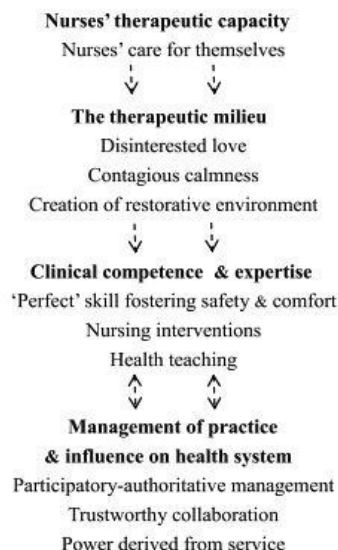 Nurses’ therapeutic capacity
Nurses’ care for themselves
The therapeutic milieu
Disinterested love
Contagious calmness
Creation of restorative environment
Clinical competence & expertise
‘Perfect’ skill fostering safety & comfort
Nursing interventions
Health teaching
Management of practice
& influence on health system
Participatory-authoritative management
Trustworthy collaboration
Power derived from service